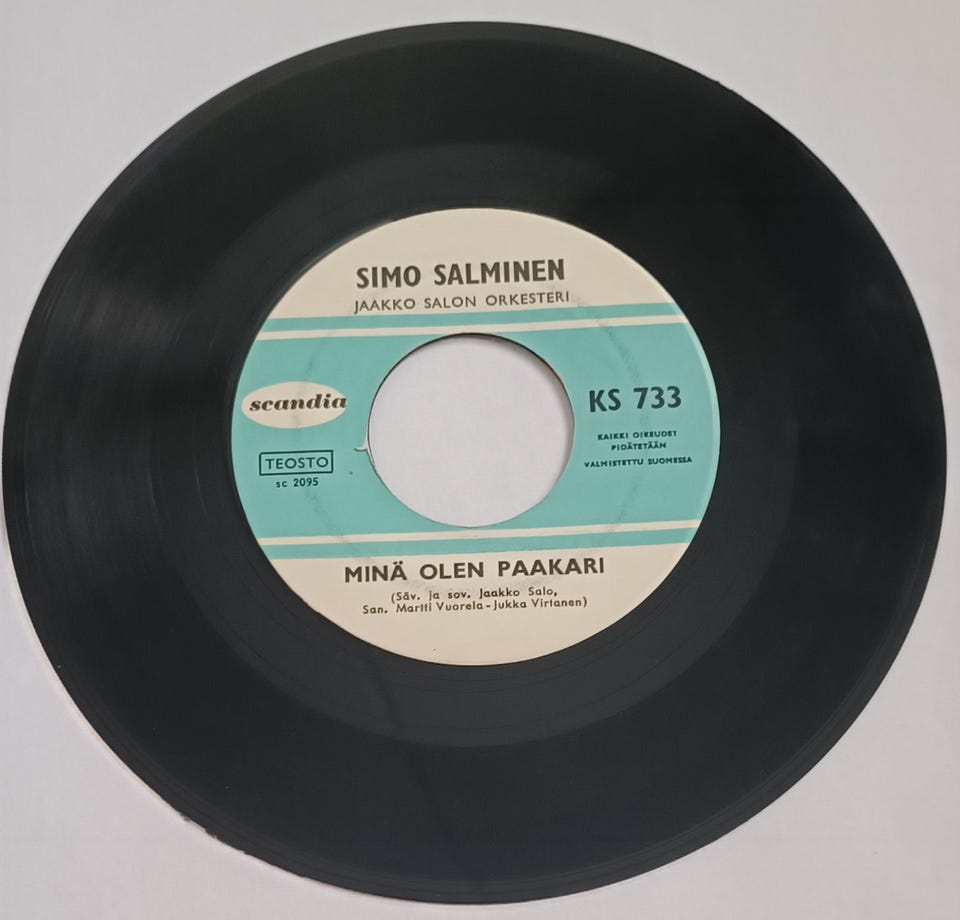 SIMO SALMINEN
JAAKKO SALON ORKESTERI
scandia
TEOSTO
SC 2095
KS 733
KAIKKI OIKEUDET
PIDÄTETÄÄN
VALMISTETTU SUOMESSA
MINÄ OLEN PAAKARI
(Säv. ja sov. Jaakko Salo,
San. Martti Vuorela - Jukka Virtanen)